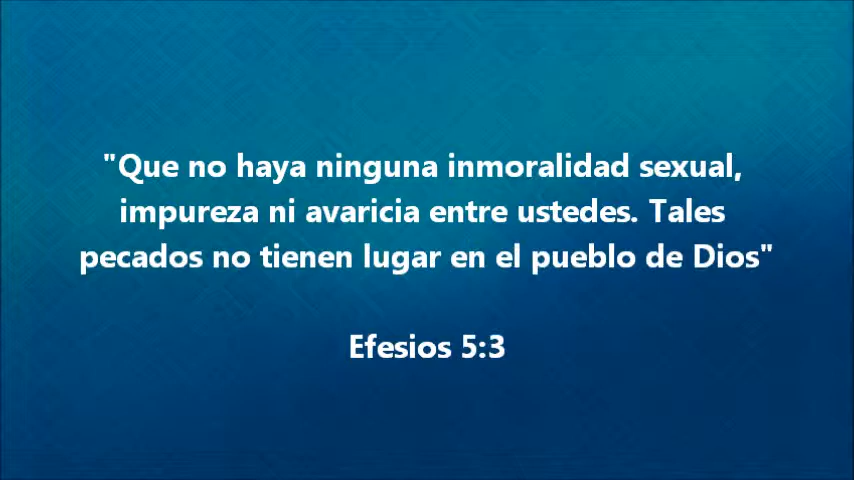 "Que no haya ninguna inmoralidad sexual,
impureza ni avaricia entre ustedes. Tales
pecados no tienen lugar en el pueblo de Dios"
Efesios 5:3